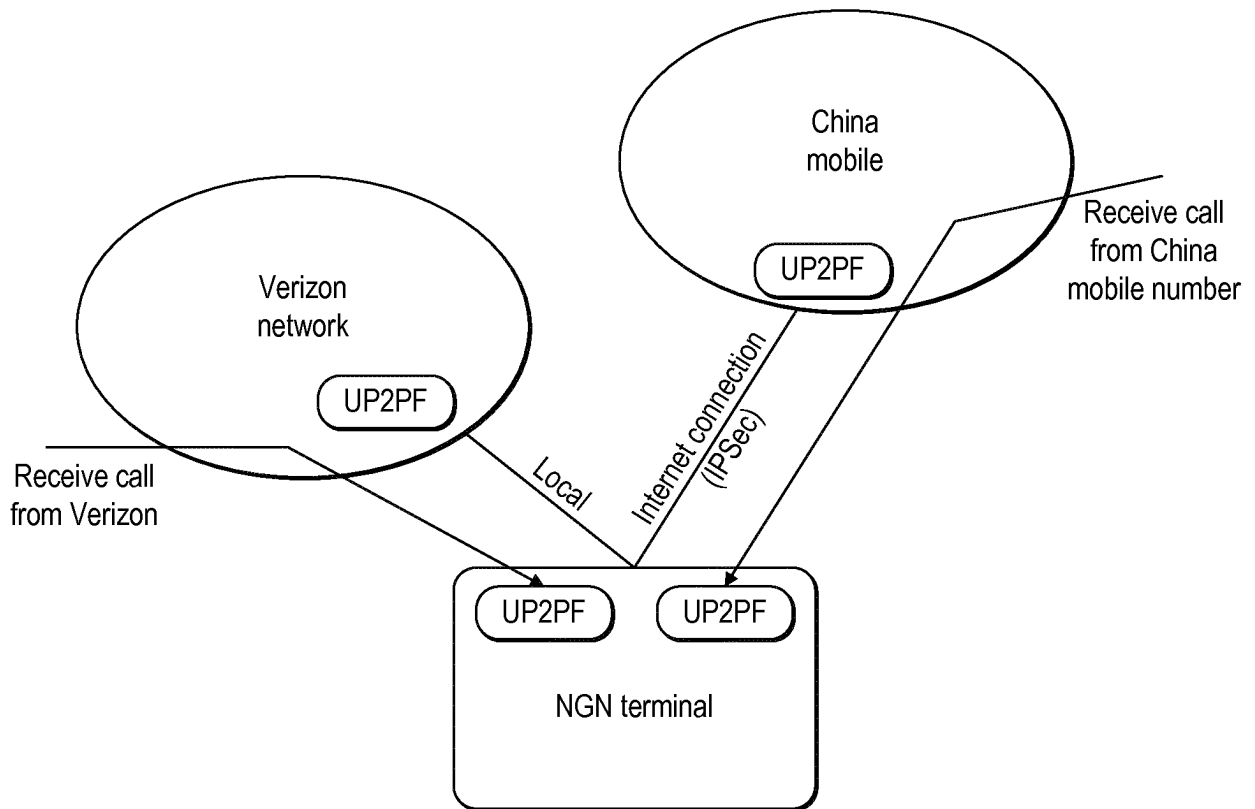 China
mobile
Receive call
from China
mobile number
UP2PF
Verizon
network
UP2PF
Receive call
from Verizon
Local
Internet connection
(IPSec)
UP2PF
UP2PF
NGN terminal